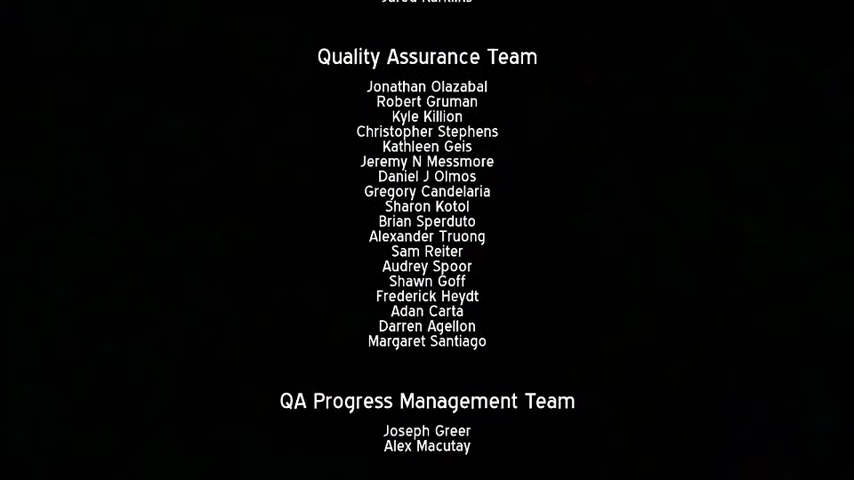 Quality Assurance Team
Jonathan Olazabal
Robert Gruman
Kyle Killion
Christopher Stephens
Kathleen Geis
Jeremy N Messmore
Daniel J Olmos
Gregory Candelaria
Sharon Kotol
Brian Sperduto
Alexander Truong
Sam Reiter
Audrey Spoor
Shawn Goff
Frederick Heydt
Adan Carta
Darren Agellon
Margaret Santiago
QA Progress Management Team
Joseph Greer
Alex Macutay